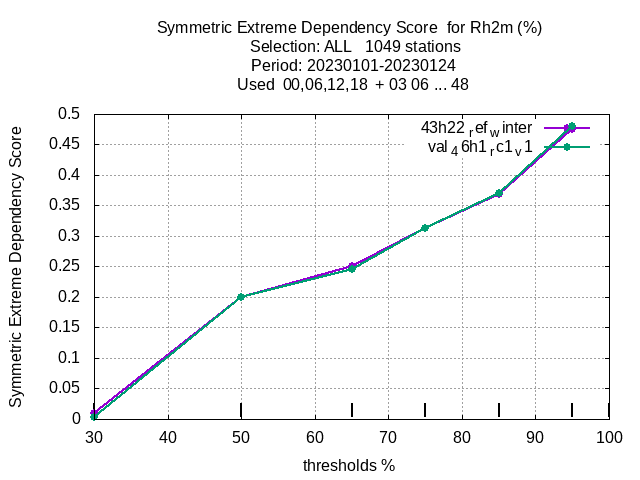 Symmetric Extreme Dependency Score  for Rh2m (%)
Selection: ALL   1049 stations
Period: 20230101-20230124
Used  00,06,12,18  + 03 06 ... 48
0.5
0.45
0.4
0.35
0.3
0.25
0.2
0.15
0.1
0.05
0
Symmetric Extreme Dependency Score
43h22refwinter
val46h1rc1v1
30 40 50 60 70 80 90 100
thresholds %